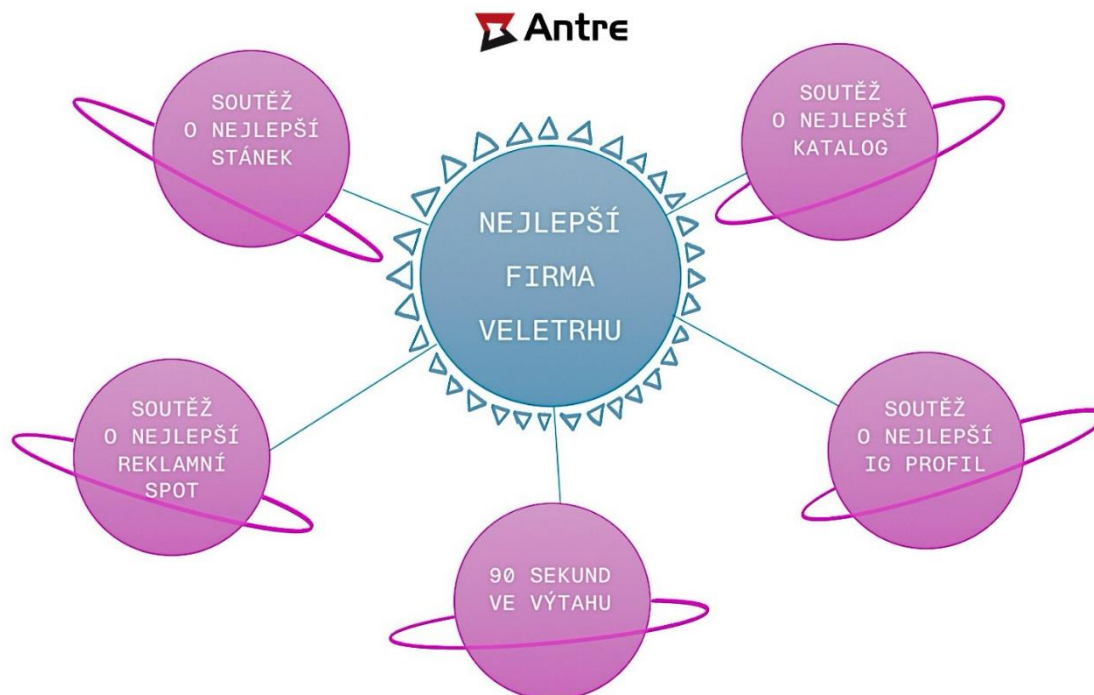 Antre
SOUTĚŽ
O NEJLEPŠÍ
STÁNEK
SOUTĚŽ
O NEJLEPŠÍ
KATALOG
NEJLEPŠÍ
FIRMA
VELETRHU
SOUTĚŽ
O NEJLEPŠÍ
REKLAMNÍ
SPOT
SOUTĚŽ
O NEJLEPŠÍ
IG PROFIL
90 SEKUND
VE VÝTAHU